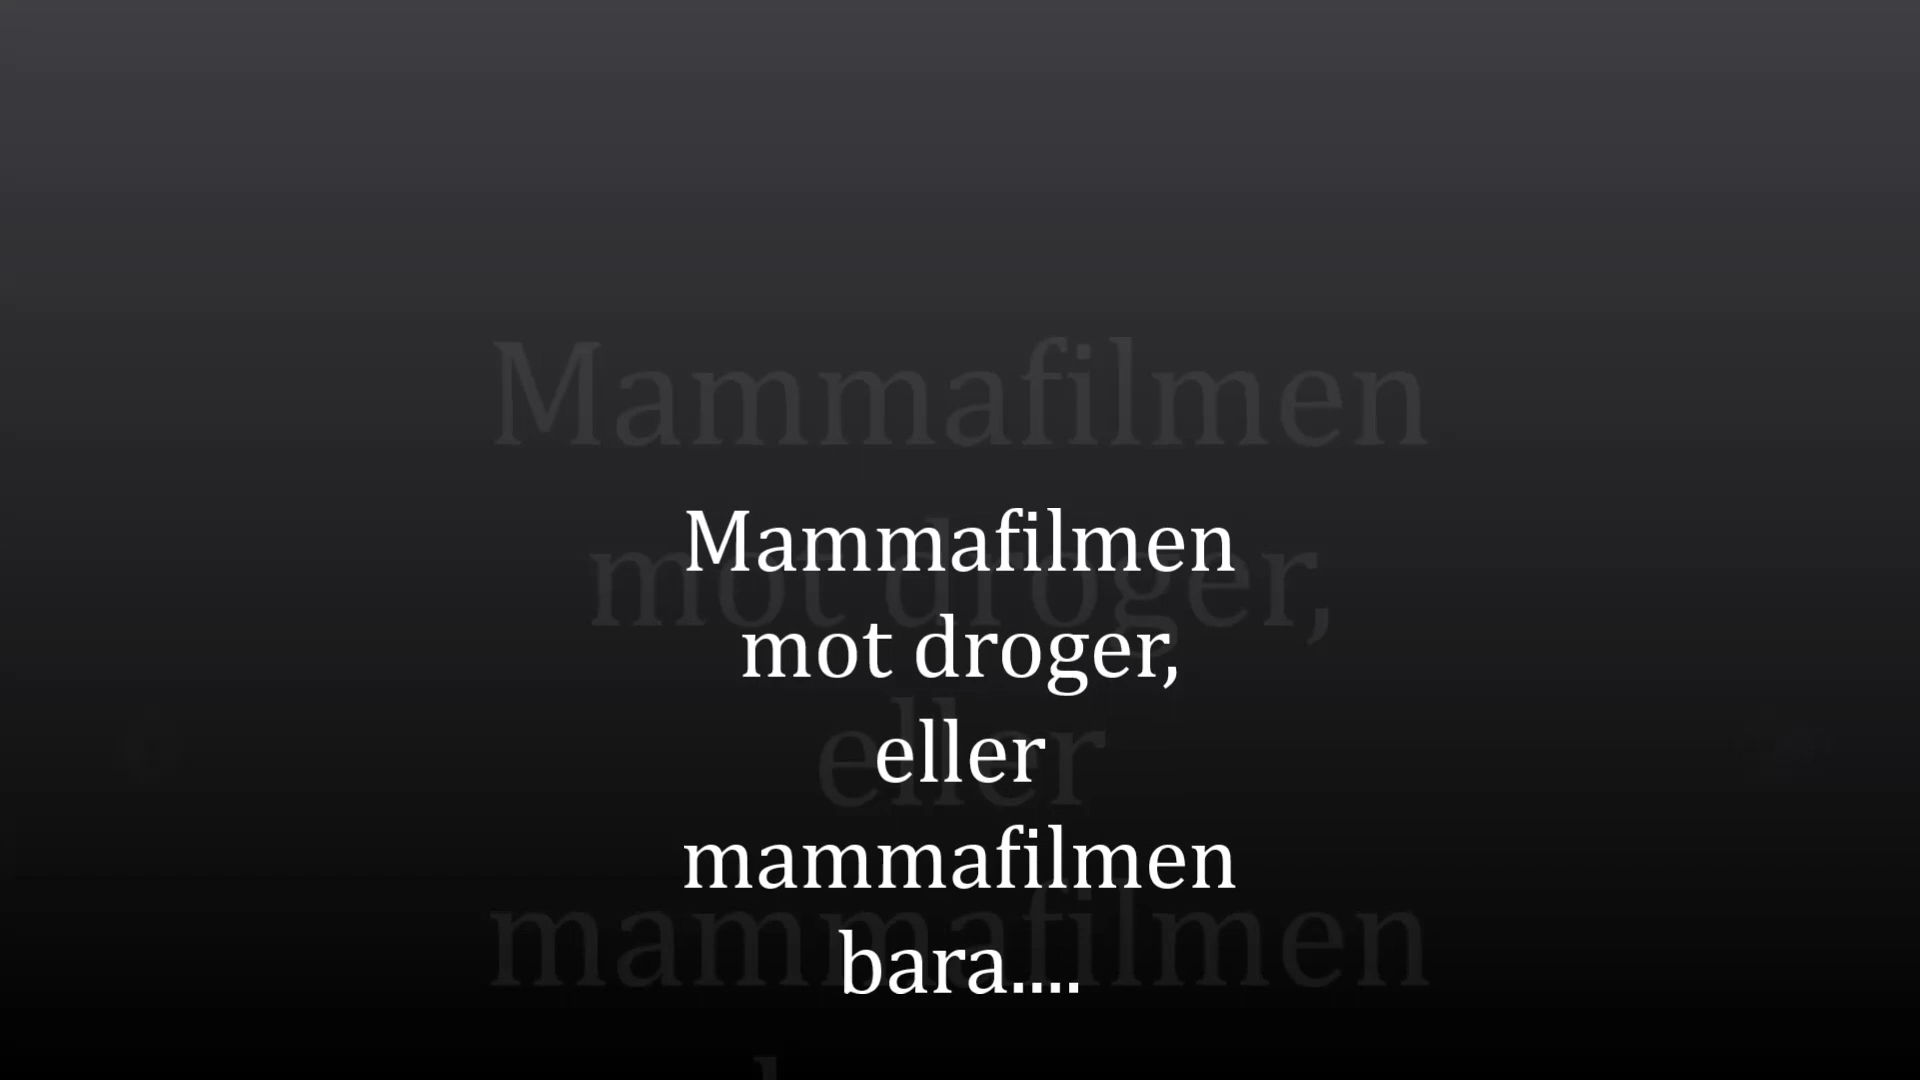 Mammafilmen
mot droger,
eller
mammafilmen
bara....